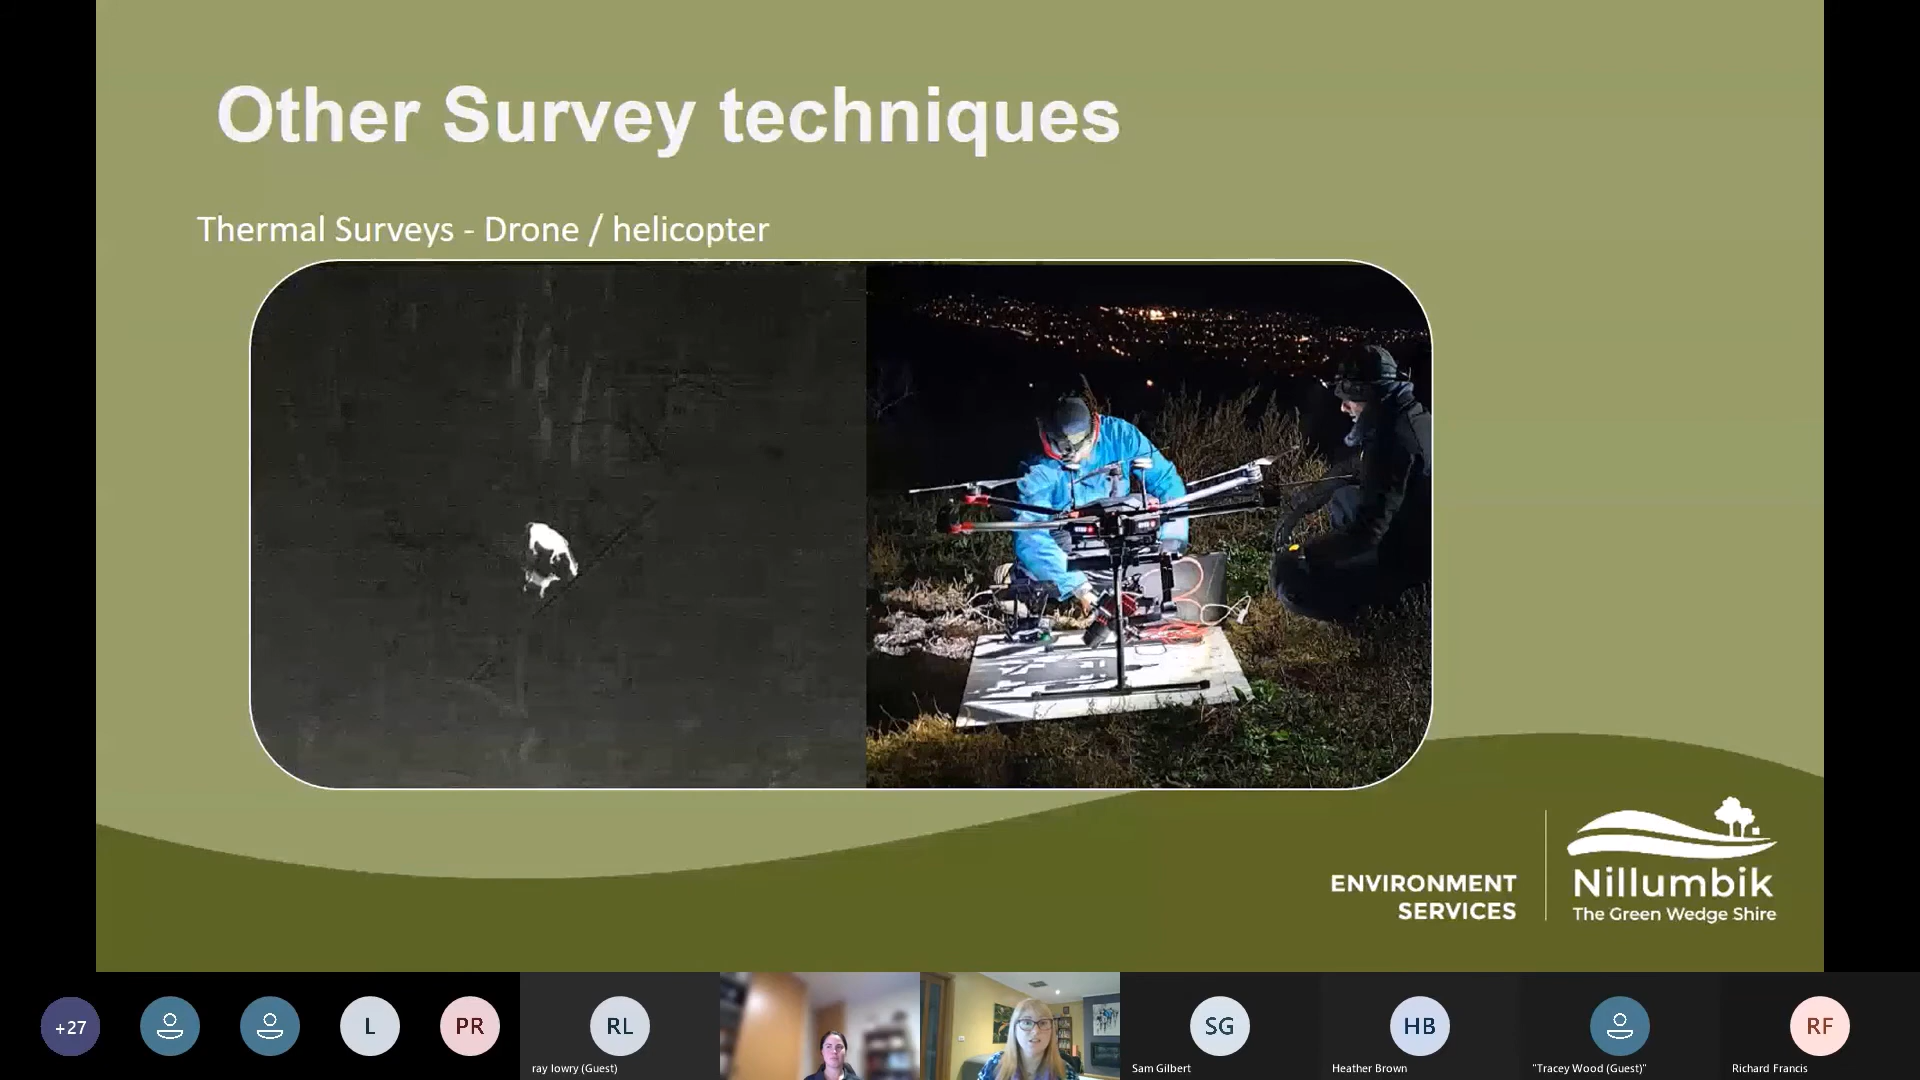 Other Survey techniques
Thermal Surveys - Drone / helicopter
ENVIRONMENT
SERVICES
Nillumbik
The Green Wedge Shire
+27
L
PR
RL
SG
HB
RF
ray lowry (Guest)
Sam Gilbert
Heather Brown
"Tracey Wood (Guest)"
Richard Francis